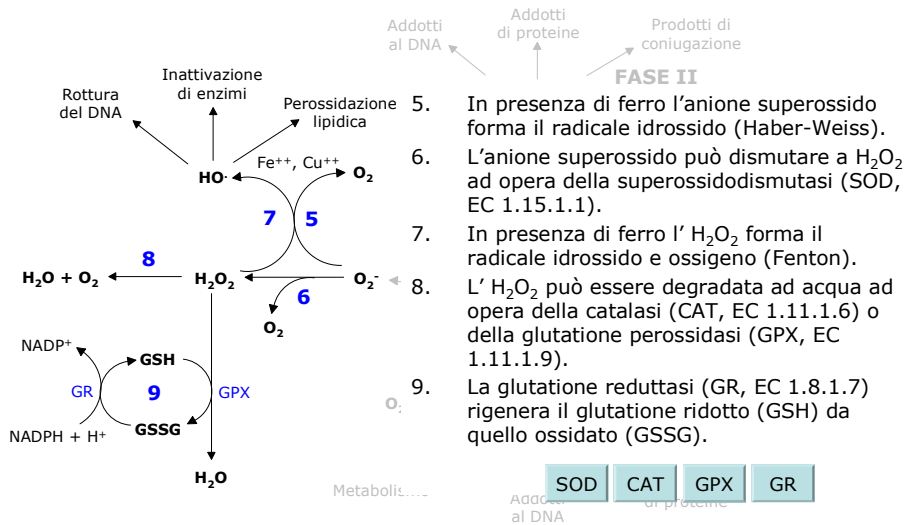 Addotti
al DNA
Addotti
di proteine
Prodotti di
coniugazione
FASE II
Rottura
del DNA
Inattivazione
di enzimi
Perossidazione
lipidica
HO·
Fe⁺⁺, Cu⁺⁺
O₂
7
5
H₂O + O₂
8
H₂O₂
6
O₂⁻
O₂
NADP⁺
GSH
GR
9
GPX
GSSG
NADPH + H⁺
H₂O
5. In presenza di ferro l'anione superossido
forma il radicale idrossido (Haber-Weiss).
6. L'anione superossido può dismutare a H₂O₂
ad opera della superossidodismutasi (SOD,
EC 1.15.1.1).
7. In presenza di ferro l' H₂O₂ forma il
radicale idrossido e ossigeno (Fenton).
8. L' H₂O₂ può essere degradata ad acqua ad
opera della catalasi (CAT, EC 1.11.1.6) o
della glutatione perossidasi (GPX, EC
1.11.1.9).
9. La glutatione reduttasi (GR, EC 1.8.1.7)
rigenera il glutatione ridotto (GSH) da
quello ossidato (GSSG).
SOD CAT GPX GR
al DNA
di proteine